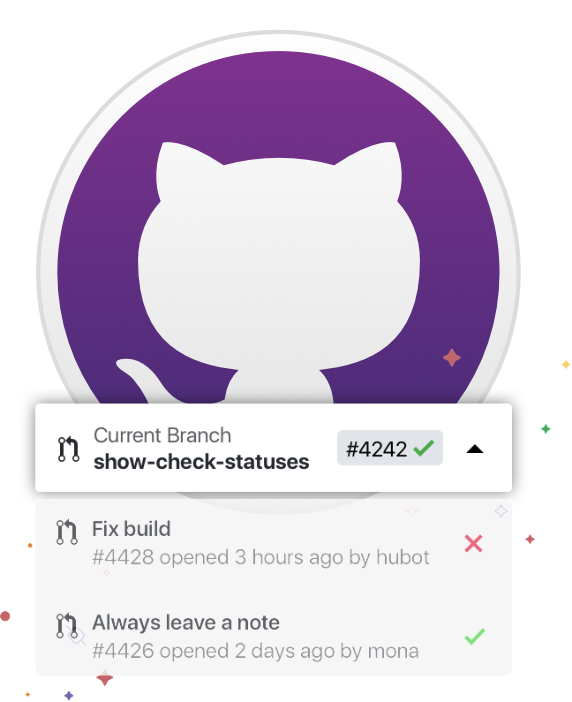 Current Branch
show-check-statuses
#4242
Fix build
#4428 opened 3 hours ago by hubot
Always leave a note
#4426 opened 2 days ago by mona